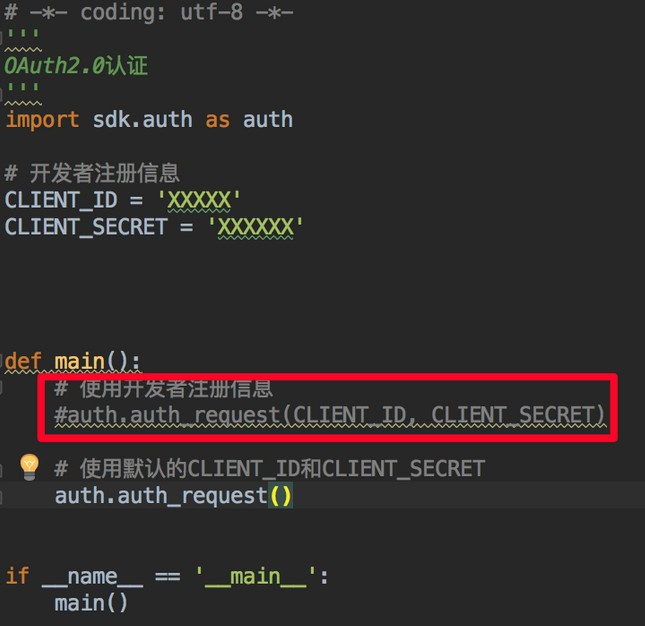 # -*- coding: utf-8 -*-
'''
OAuth2.0认证
'''
import sdk.auth as auth
# 开发者注册信息
CLIENT_ID = 'XXXXX'
CLIENT_SECRET = 'XXXXXX'
def main():
# 使用开发者注册信息
#auth.auth_request(CLIENT_ID, CLIENT_SECRET)
# 使用默认的CLIENT_ID和CLIENT_SECRET
auth.auth_request()
if __name__ == '__main__':
main()